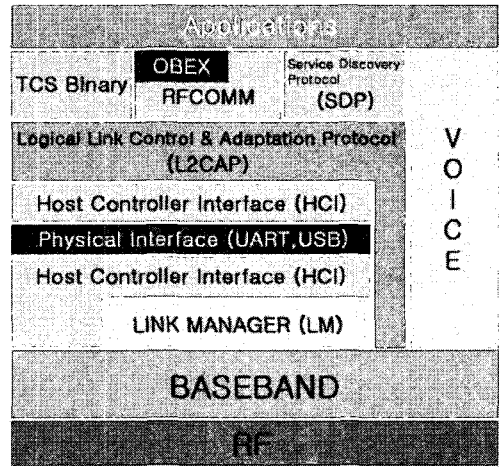 Applications
TCS Binary
OBEX
RFCOMM
Service Discovery
Protocol
(SDP)
Logical Link Control & Adaptation Protocol
(L2CAP)
VOICE
Host Controller Interface (HCI)
Physical Interface (UART,USB)
Host Controller Interface (HCI)
LINK MANAGER (LM)
BASEBAND
RF